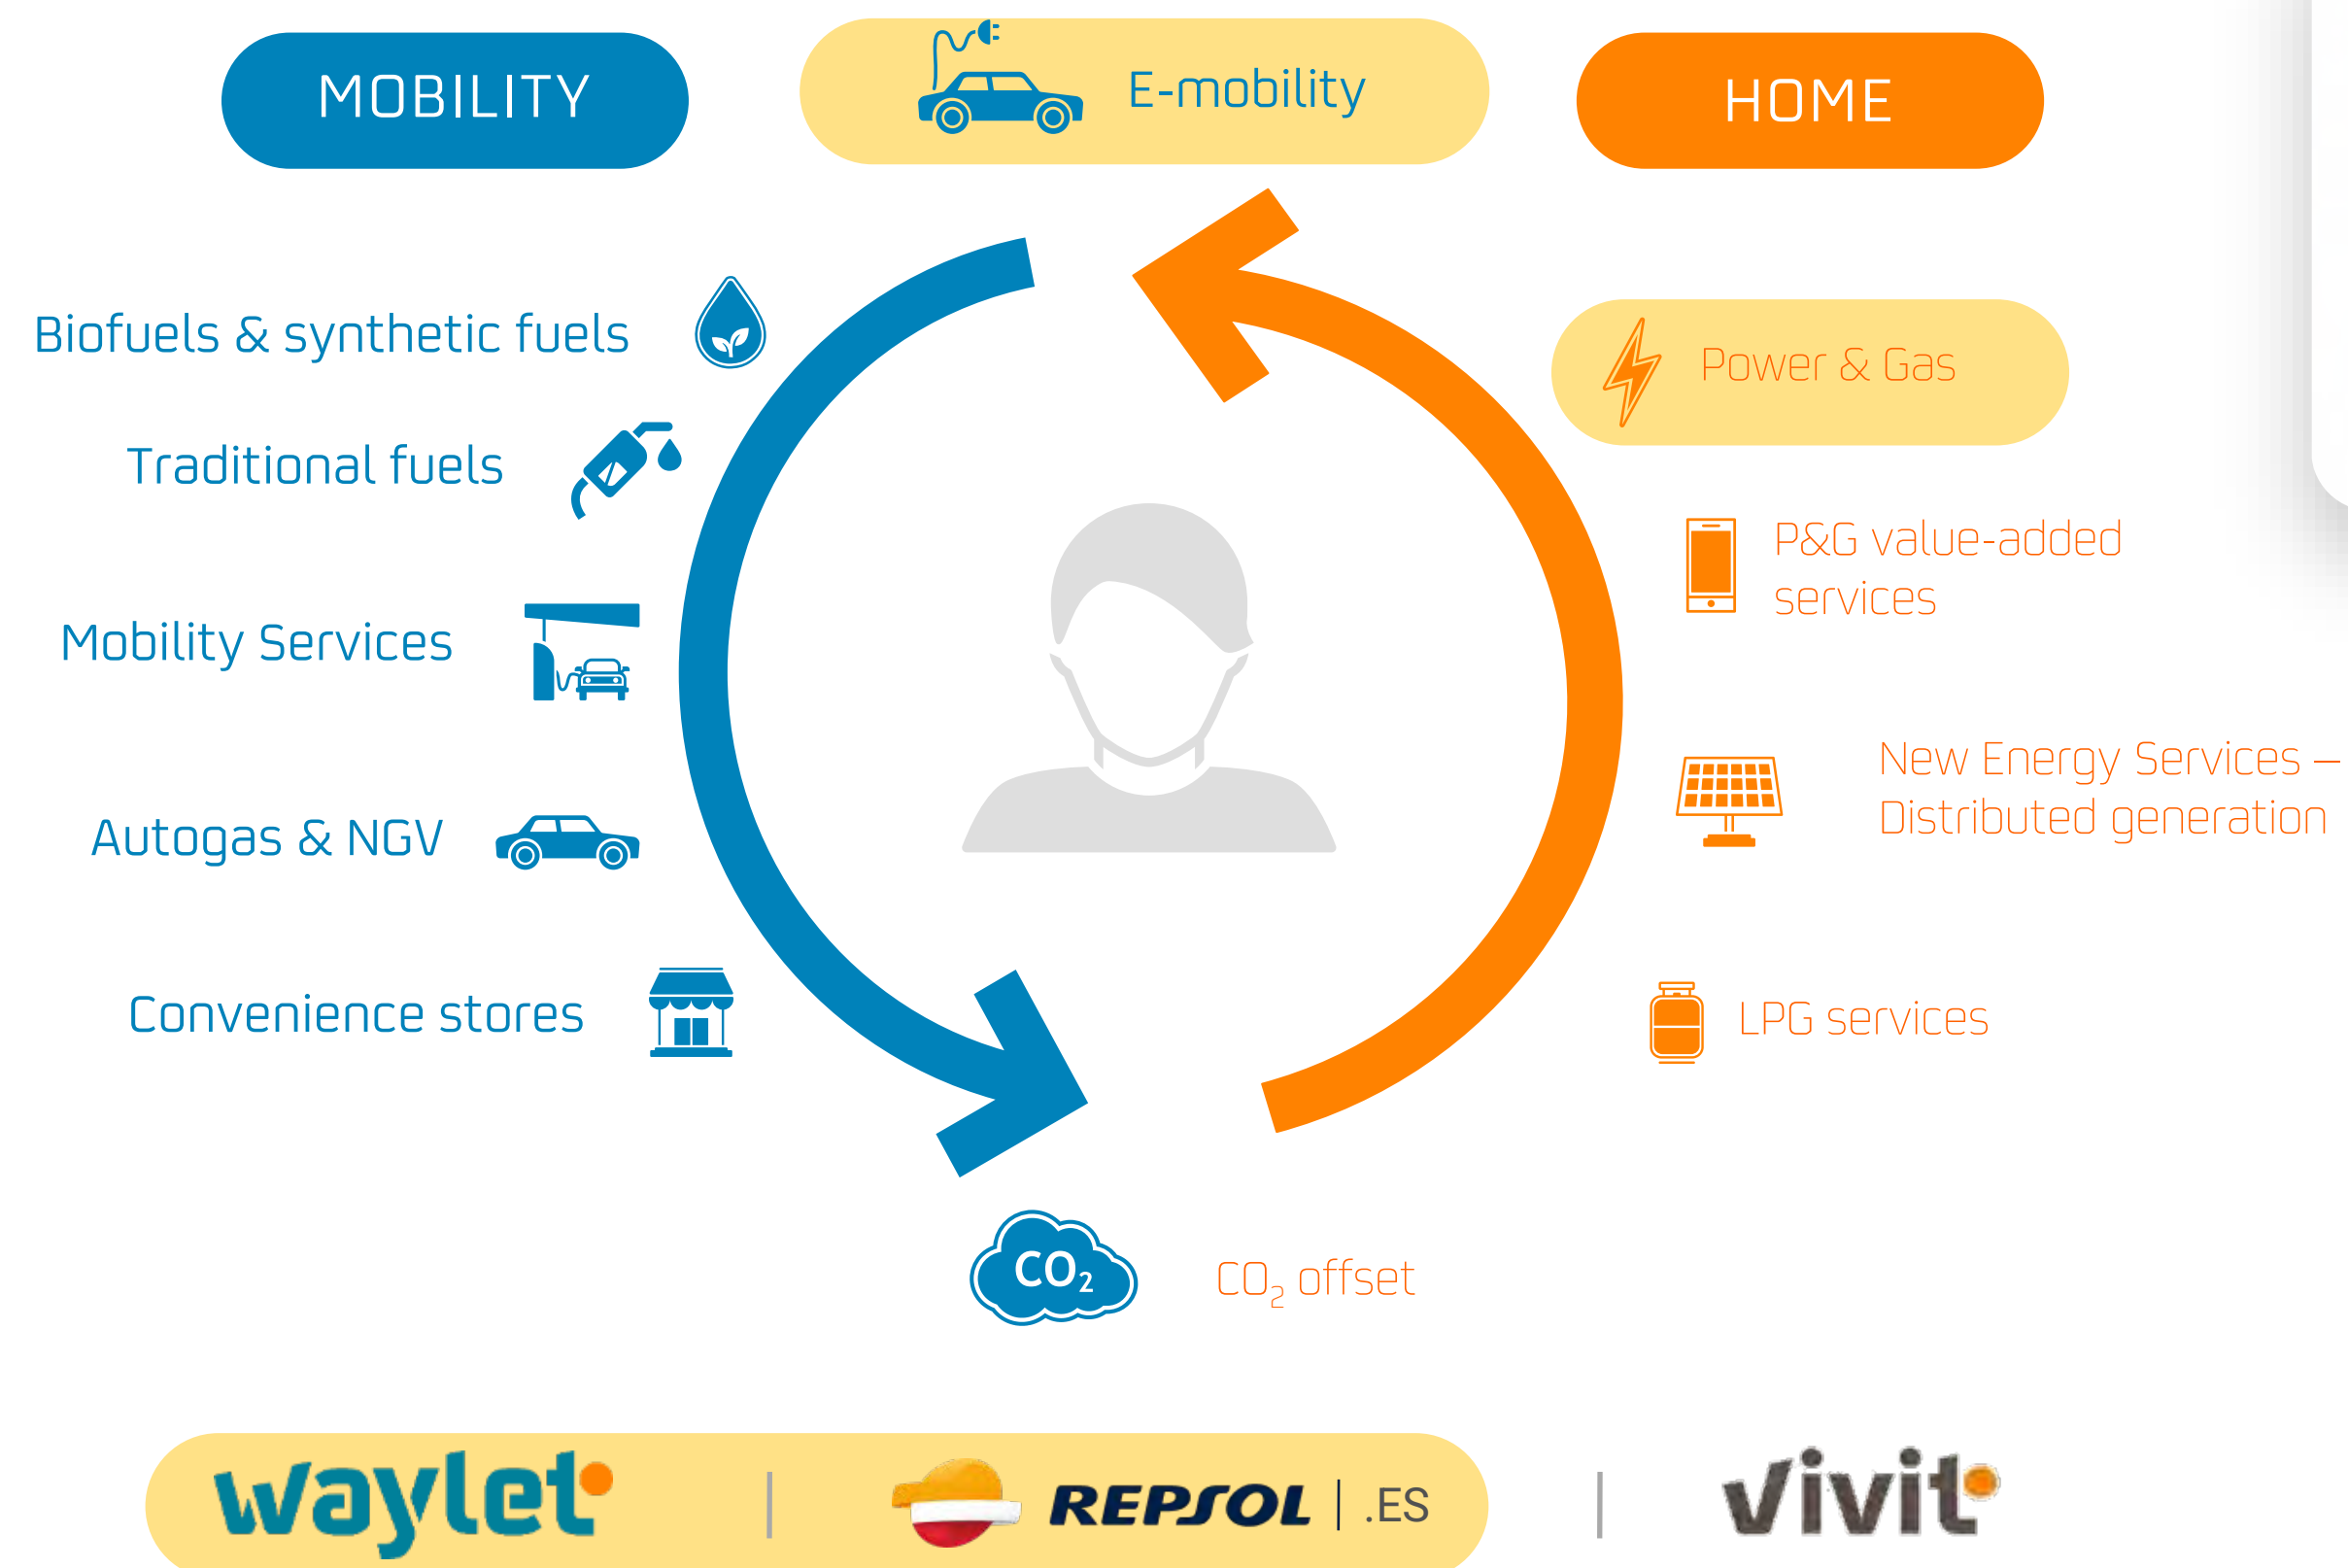 MOBILITY
E-mobility
HOME
Biofuels & synthetic fuels
Traditional fuels
Mobility Services
Autogas & NGV
Convenience stores
Power & Gas
P&G value-added
services
New Energy Services –
Distributed generation
LPG services
CO₂
CO₂ offset
waylet
REPSOL | .ES
vivit